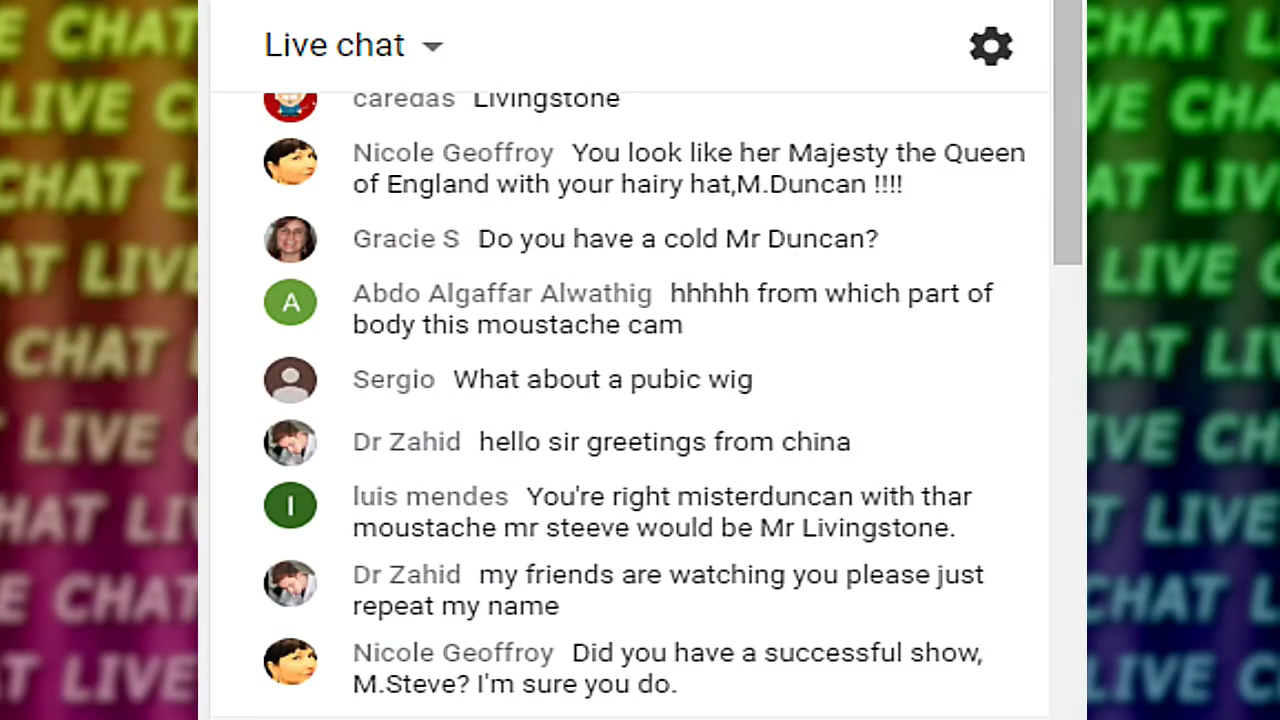 Live chat
caredas Livingstone
Nicole Geoffroy You look like her Majesty the Queen
of England with your hairy hat,M.Duncan !!!!
Gracie S Do you have a cold Mr Duncan?
A
Abdo Algaffar Alwathig hhhhh from which part of
body this moustache cam
Sergio What about a pubic wig
Dr Zahid hello sir greetings from china
l
luis mendes You're right misterduncan with thar
moustache mr steeve would be Mr Livingstone.
Dr Zahid my friends are watching you please just
repeat my name
Nicole Geoffroy Did you have a successful show,
M.Steve? I'm sure you do.